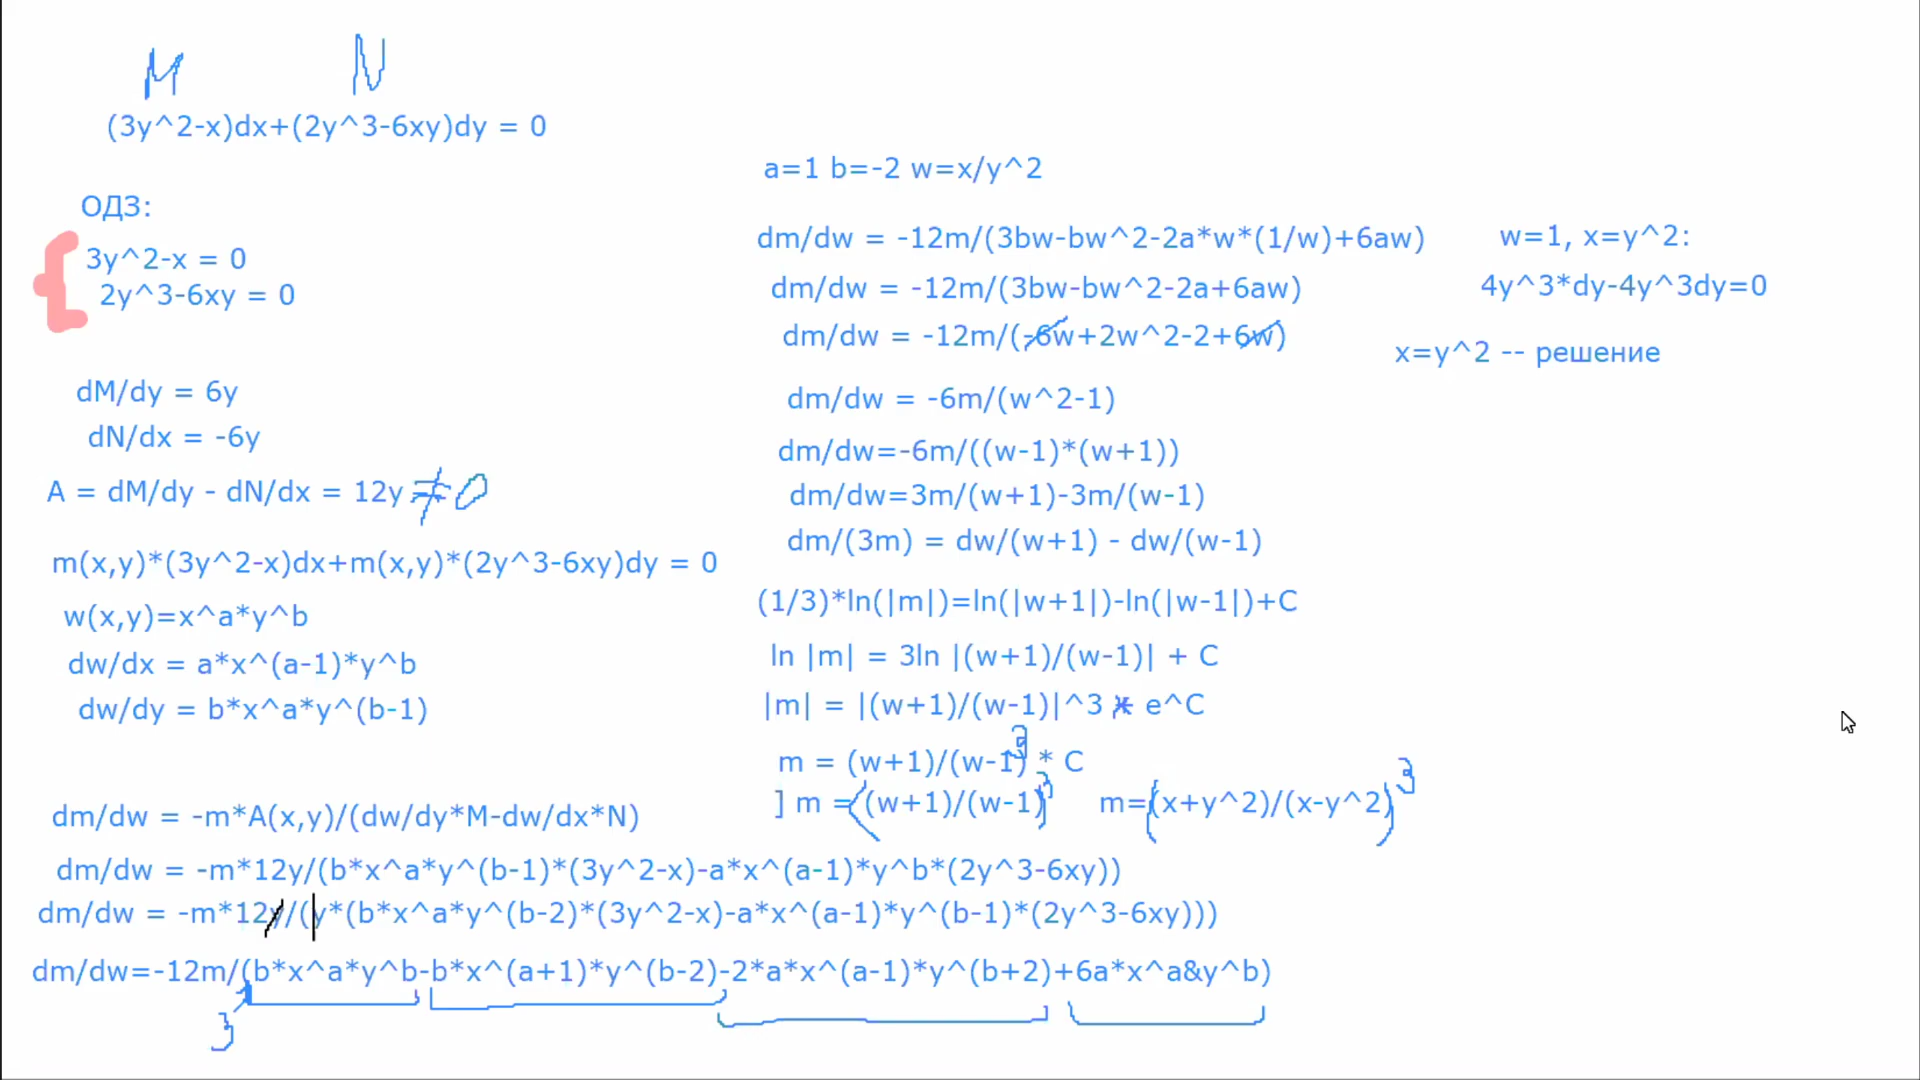 M N
(3y^2-x)dx+(2y^3-6xy)dy = 0
ОДЗ:
3y^2-x = 0
2y^3-6xy = 0
dM/dy = 6y
dN/dx = -6y
A = dM/dy - dN/dx = 12y ≠ 0
m(x,y)*(3y^2-x)dx+m(x,y)*(2y^3-6xy)dy = 0
w(x,y)=x^a*y^b
dw/dx = a*x^(a-1)*y^b
dw/dy = b*x^a*y^(b-1)
dm/dw = -m*A(x,y)/(dw/dy*M-dw/dx*N)
dm/dw = -m*12y/(b*x^a*y^(b-1)*(3y^2-x)-a*x^(a-1)*y^b*(2y^3-6xy))
dm/dw = -m*12y/(y*(b*x^a*y^(b-2)*(3y^2-x)-a*x^(a-1)*y^(b-1)*(2y^3-6xy)))
dm/dw=-12m/(b*x^a*y^b-b*x^(a+1)*y^(b-2)-2*a*x^(a-1)*y^(b+2)+6a*x^a&y^b)
3
a=1 b=-2 w=x/y^2
dm/dw = -12m/(3bw-bw^2-2a*w*(1/w)+6aw)
dm/dw = -12m/(3bw-bw^2-2a+6aw)
dm/dw = -12m/(-6w+2w^2-2+6w)
dm/dw = -6m/(w^2-1)
dm/dw=-6m/((w-1)*(w+1))
dm/dw=3m/(w+1)-3m/(w-1)
dm/(3m) = dw/(w+1) - dw/(w-1)
(1/3)*ln(|m|)=ln(|w+1|)-ln(|w-1|)+C
ln |m| = 3ln |(w+1)/(w-1)| + C
|m| = |(w+1)/(w-1)|^3 * e^C
m = (w+1)/(w-1)^3 * C
] m = ((w+1)/(w-1))^3 m=((x+y^2)/(x-y^2))^3
w=1, x=y^2:
4y^3*dy-4y^3dy=0
x=y^2 -- решение